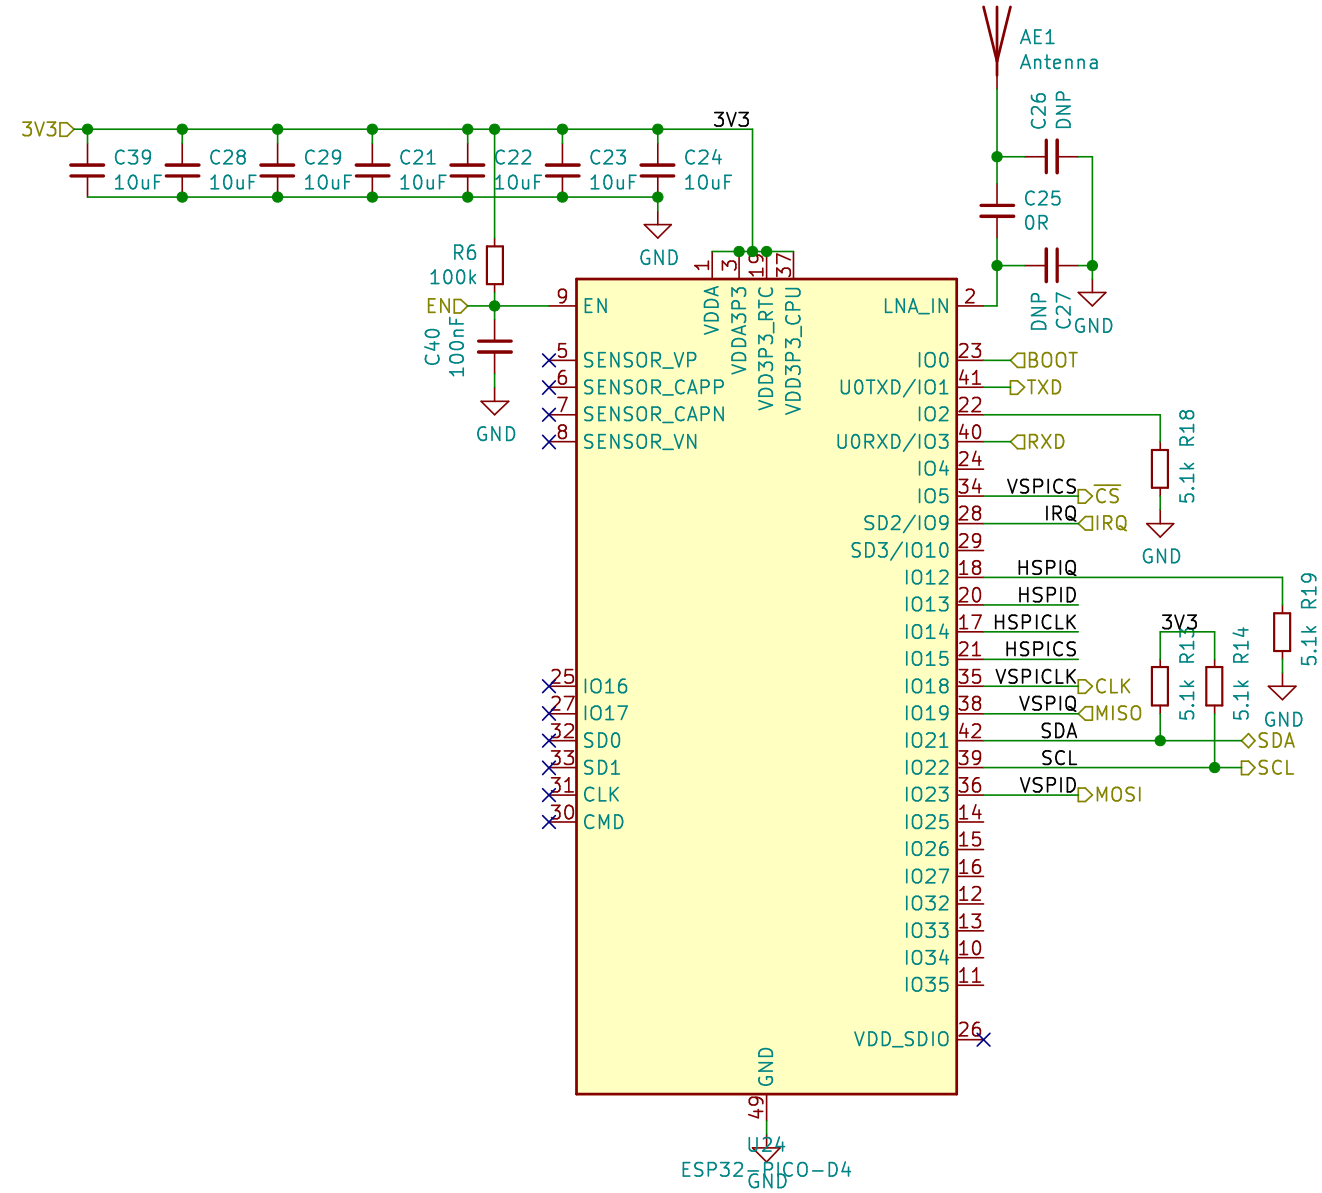 AE1
Antenna
C26
DNP
3V3
3V3
C39
10uF
C28
10uF
C29
10uF
C21
10uF
C22
10uF
C23
10uF
C24
10uF
GND
C25
0R
DNP
C27
GND
R6
100k
EN
C40
100nF
GND
1
3
19
37
VDDA
VDDA3P3
VDD3P3_RTC
VDD3P3_CPU
9
EN
5
SENSOR_VP
6
SENSOR_CAPP
7
SENSOR_CAPN
8
SENSOR_VN
25
IO16
27
IO17
32
SD0
33
SD1
31
CLK
30
CMD
LNA_IN
2
IO0
23
BOOT
U0TXD/IO1
41
TXD
IO2
22
U0RXD/IO3
40
RXD
IO4
24
IO5
34
VSPICS
CS
SD2/IO9
28
IRQ
IRQ
SD3/IO10
29
IO12
18
HSPIQ
IO13
20
HSPID
IO14
17
HSPICLK
IO15
21
HSPICS
IO18
35
VSPICLK
CLK
IO19
38
VSPIQ
MISO
IO21
42
SDA
SDA
IO22
39
SCL
SCL
IO23
36
VSPID
MOSI
IO25
14
IO26
15
IO27
16
IO32
12
IO33
13
IO34
10
IO35
11
VDD_SDIO
26
5.1k R18
GND
5.1k R19
GND
3V3
5.1k R13
5.1k R14
GND
49
U24
ESP32-PICO-D4
GND